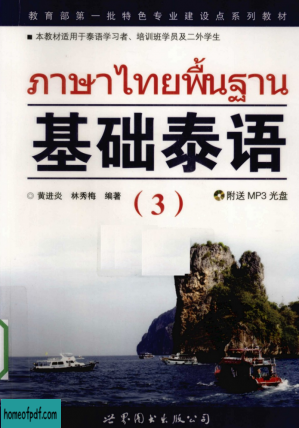 教育部第一批特色专业建设点系列教材
■ 本教材适用于泰语学习者、培训班学员及二外学生
ภาษาไทยพื้นฐาน
基础泰语
◎ 黄进炎 林秀梅 编著
(3)
附送 MP3 光盘
世界图书出版公司
homeofpdf.com